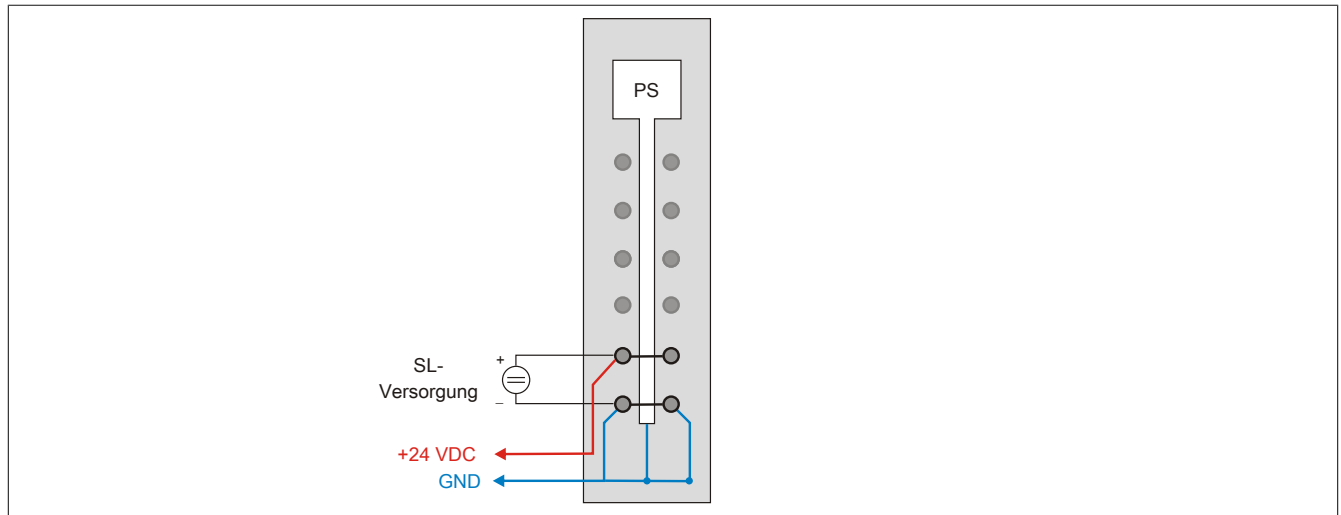 PS
SL-
Versorgung
+
–
+24 VDC
GND